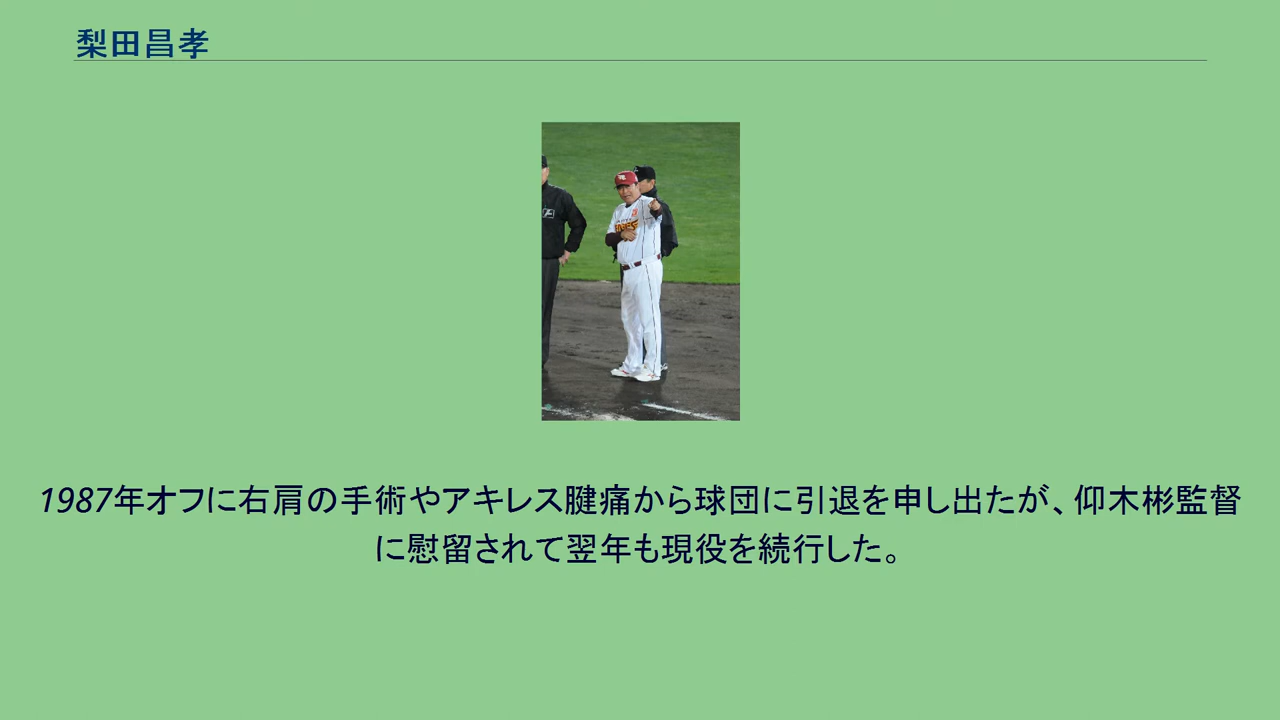 梨田昌孝
1987年オフに右肩の手術やアキレス腱痛から球団に引退を申し出たが、仰木彬監督
に慰留されて翌年も現役を続行した。